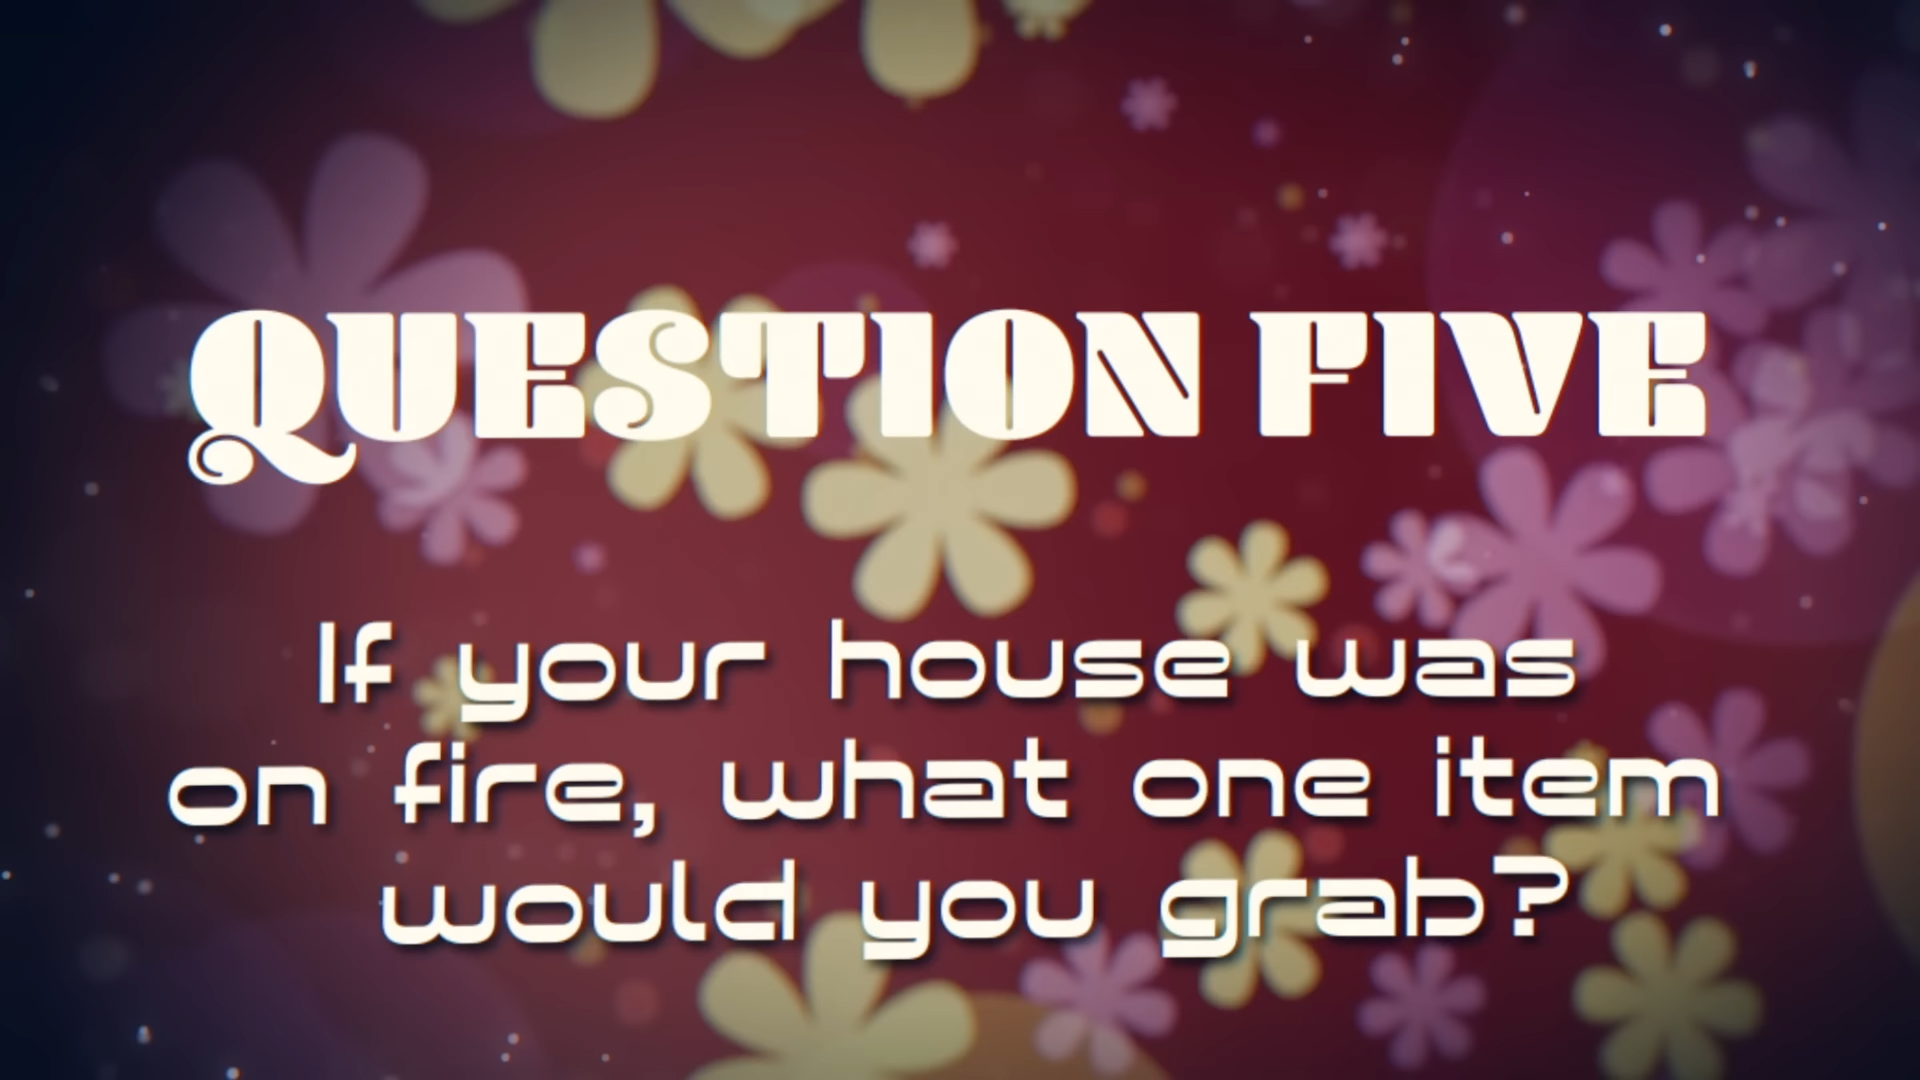 QUESTION FIVE
If your house was
on fire, what one item
would you grab?